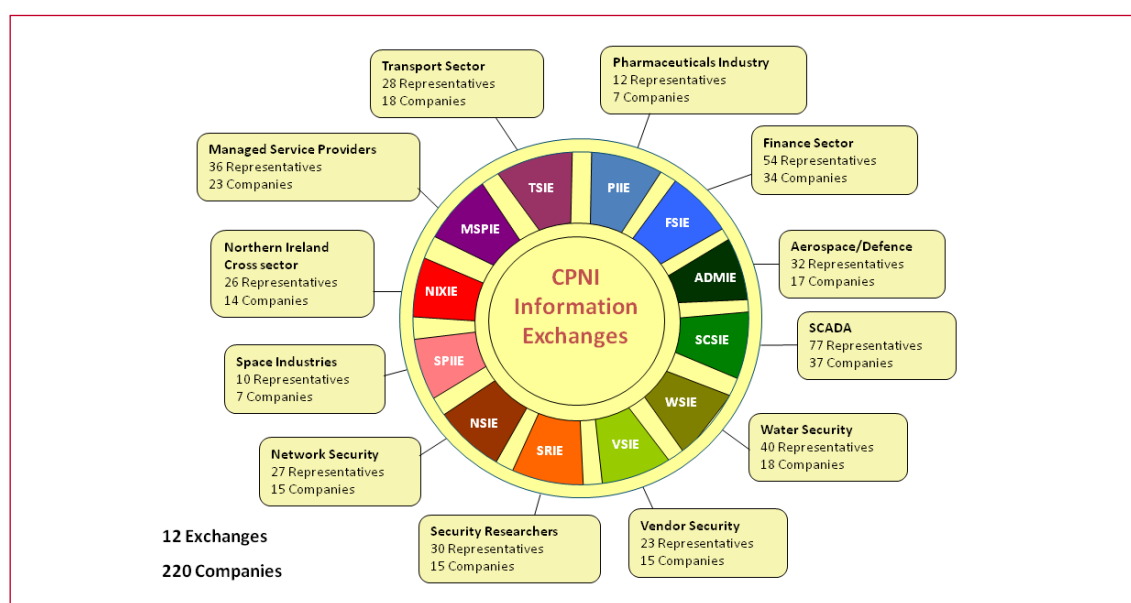 Transport Sector
28 Representatives
18 Companies
Pharmaceuticals Industry
12 Representatives
7 Companies
Managed Service Providers
36 Representatives
23 Companies
Finance Sector
54 Representatives
34 Companies
Northern Ireland
Cross sector
26 Representatives
14 Companies
Aerospace/Defence
32 Representatives
17 Companies
Space Industries
10 Representatives
7 Companies
SCADA
77 Representatives
37 Companies
Network Security
27 Representatives
15 Companies
Water Security
40 Representatives
18 Companies
Security Researchers
30 Representatives
15 Companies
Vendor Security
23 Representatives
15 Companies
TSIE
PIIE
FSIE
ADMIE
SCSIE
WSIE
VSIE
SRIE
NSIE
SPIIE
NIXIE
MSPIE
CPNI
Information
Exchanges
12 Exchanges
220 Companies